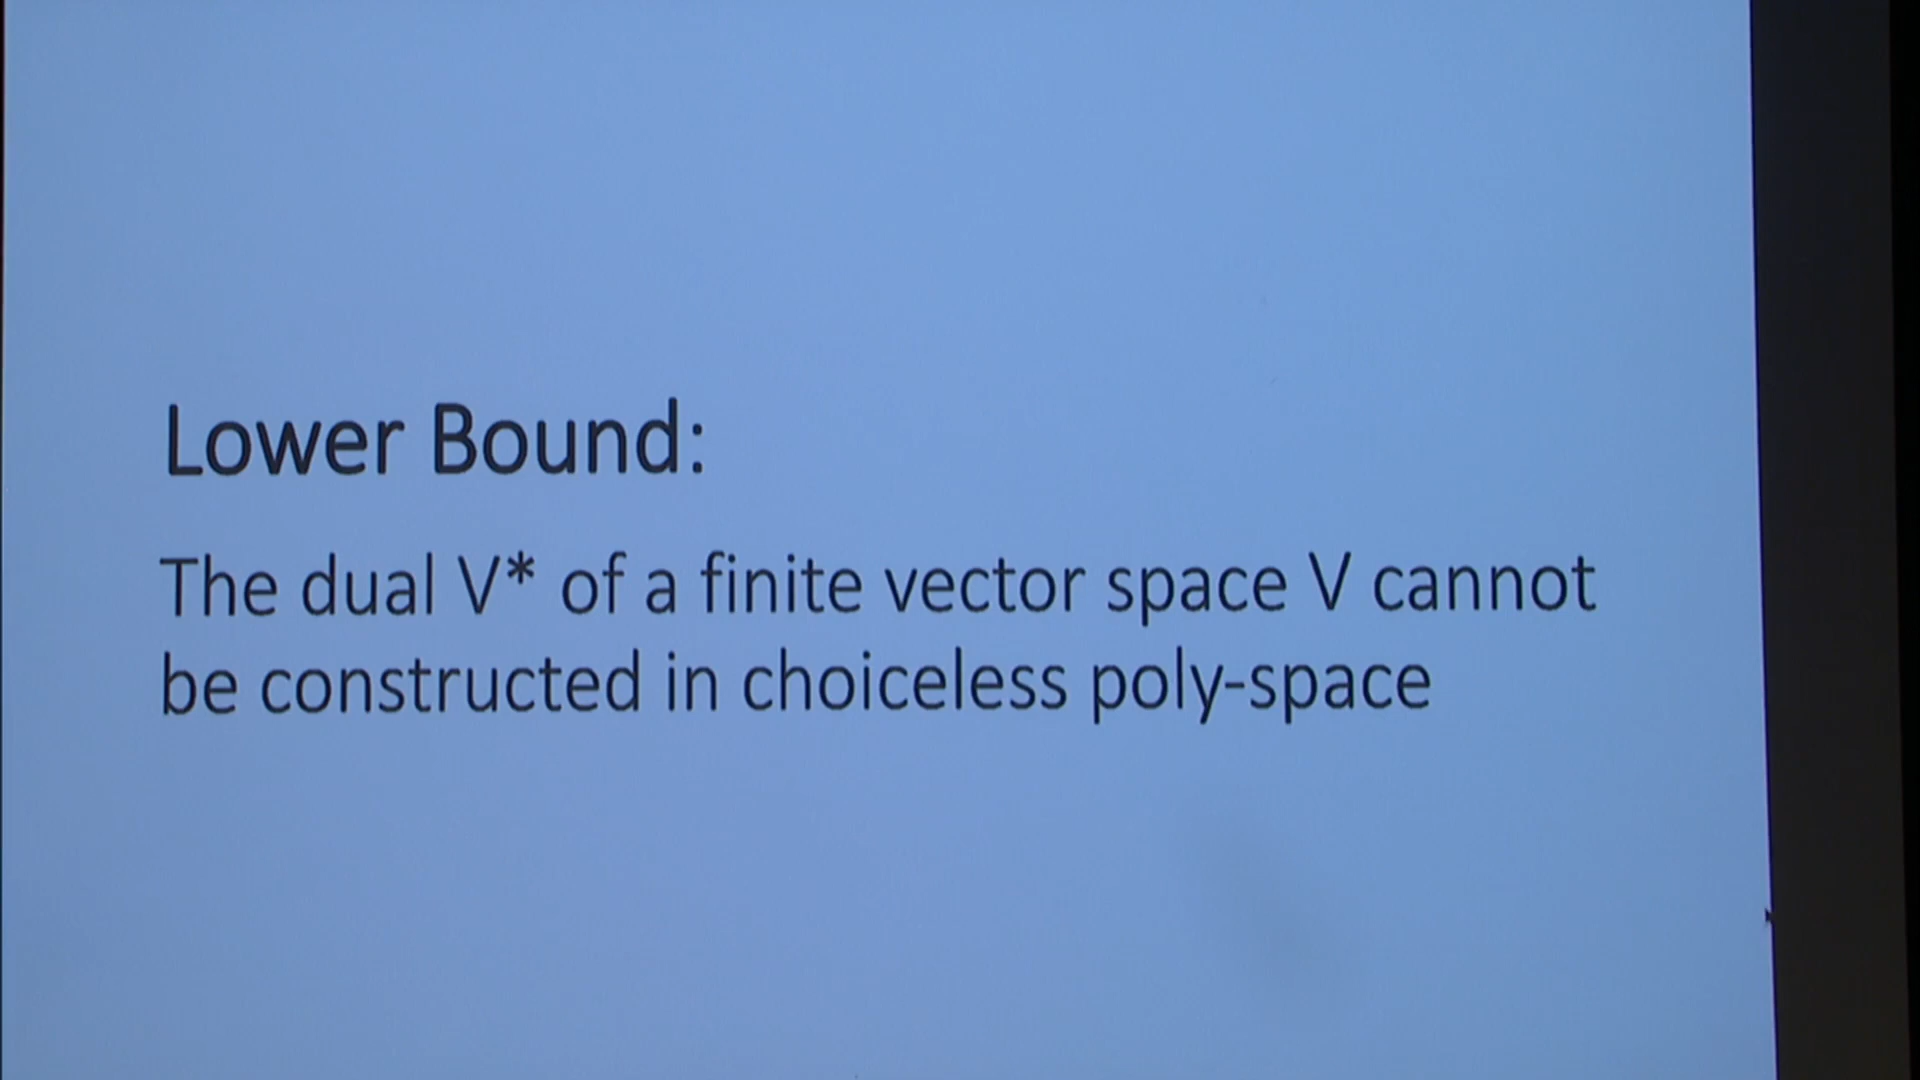 Lower Bound:
The dual V* of a finite vector space V cannot
be constructed in choiceless poly-space